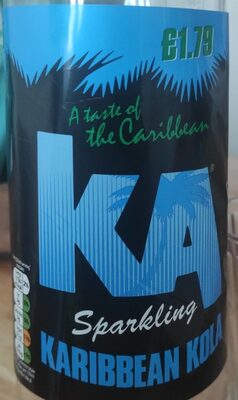 £1.79
A taste of
the Caribbean
KA®
Sparkling
KARIBBEAN KOLA